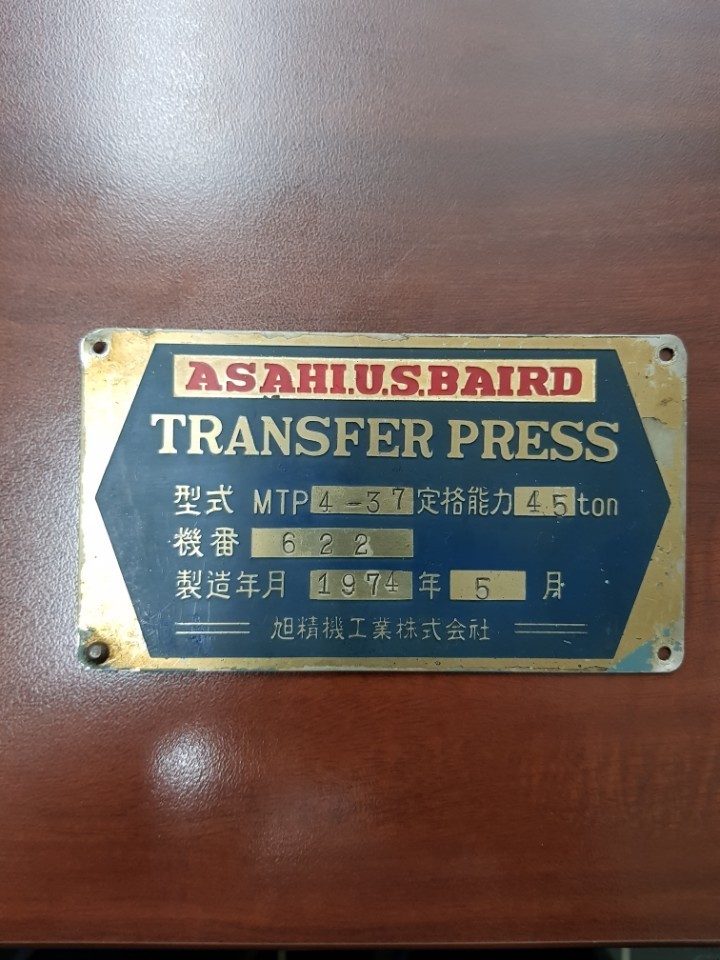 ASAHI.U.S.BAIRD
TRANSFER PRESS
型式 MTP 4-37 定格能力 45 ton
機番 622
製造年月 1974 年 5 月
旭精機工業株式会社